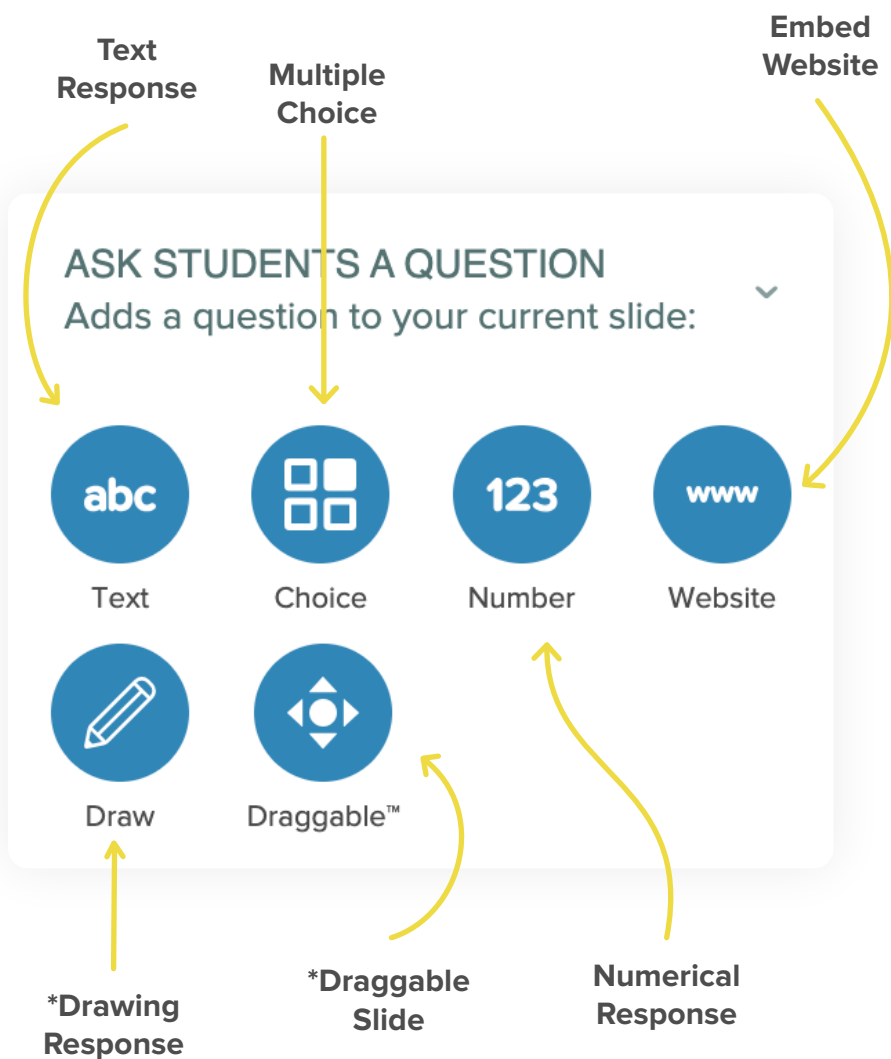 Text
Response
Multiple
Choice
Embed
Website
ASK STUDENTS A QUESTION
Adds a question to your current slide:
abc
123
www
Text
Choice
Number
Website
Draw
Draggable™
*Drawing
Response
*Draggable
Slide
Numerical
Response